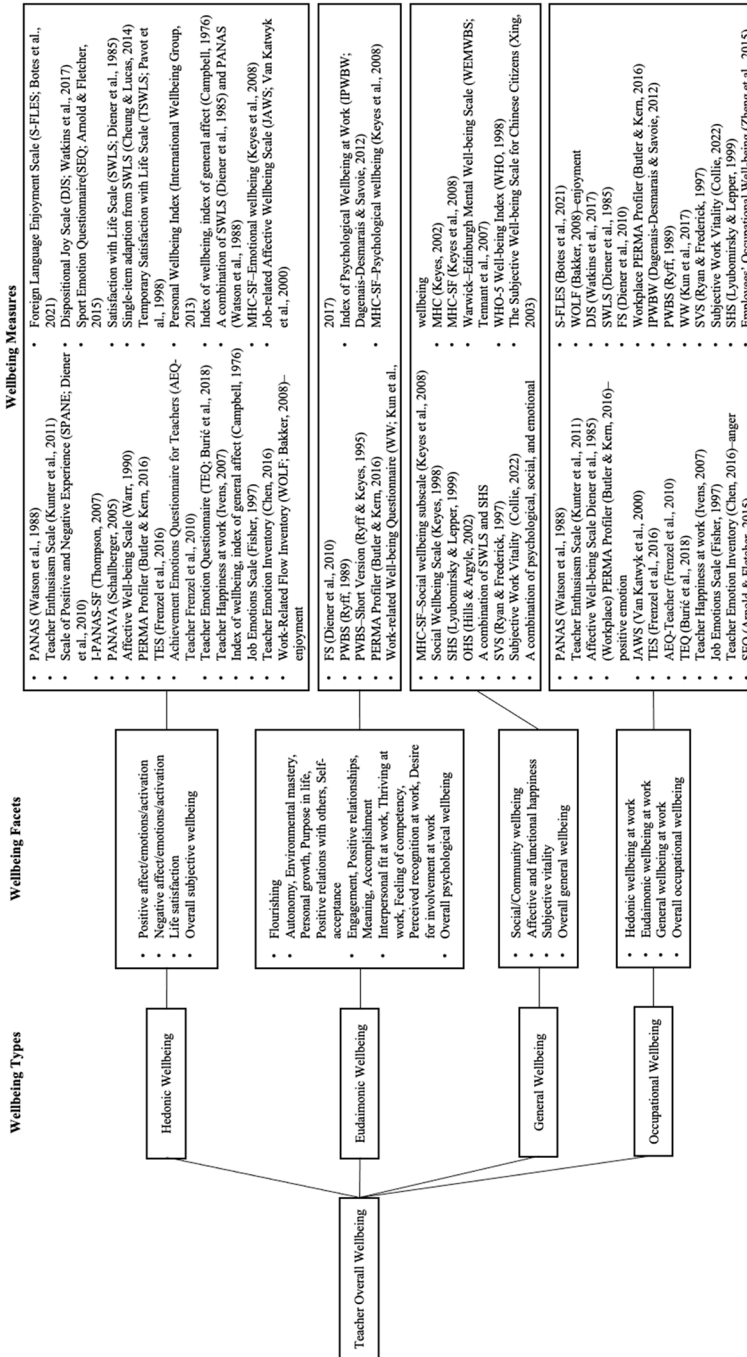 Wellbeing Types
Wellbeing Facets
Wellbeing Measures
Teacher Overall Wellbeing
Hedonic Wellbeing
• Positive affect/emotions/activation
• Negative affect/emotions/activation
• Life satisfaction
• Overall subjective wellbeing
• PANAS (Watson et al., 1988)
• Teacher Enthusiasm Scale (Kunter et al., 2011)
• Scale of Positive and Negative Experience (SPANE; Diener
et al., 2010)
• I-PANAS-SF (Thompson, 2007)
• PANAVA (Schallberger, 2005)
• Affective Well-being Scale (Warr, 1990)
• PERMA Profiler (Butler & Kern, 2016)
• TES (Frenzel et al., 2016)
• Achievement Emotions Questionnaire for Teachers (AEQ-
Teacher Frenzel et al., 2010)
• Teacher Emotion Questionnaire (TEQ; Burić et al., 2018)
• Teacher Happiness at work (Ivens, 2007)
• Index of wellbeing, index of general affect (Campbell, 1976)
• Job Emotions Scale (Fisher, 1997)
• Teacher Emotion Inventory (Chen, 2016)
• Work-Related Flow Inventory (WOLF; Bakker, 2008)–
enjoyment
• Foreign Language Enjoyment Scale (S-FLES; Botes et al.,
2021)
• Dispositional Joy Scale (DJS; Watkins et al., 2017)
• Sport Emotion Questionnaire(SEQ; Arnold & Fletcher,
2015)
• Satisfaction with Life Scale (SWLS; Diener et al., 1985)
• Single-item adaption from SWLS (Cheung & Lucas, 2014)
• Temporary Satisfaction with Life Scale (TSWLS; Pavot et
al., 1998)
• Personal Wellbeing Index (International Wellbeing Group,
2013)
• Index of wellbeing, index of general affect (Campbell, 1976)
• A combination of SWLS (Diener et al., 1985) and PANAS
(Watson et al., 1988)
• MHC-SF–Emotional wellbeing (Keyes et al., 2008)
• Job-related Affective Wellbeing Scale (JAWS; Van Katwyk
et al., 2000)
Eudaimonic Wellbeing
• Flourishing
• Autonomy, Environmental mastery,
Personal growth, Purpose in life,
Positive relations with others, Self-
acceptance
• Engagement, Positive relationships,
Meaning, Accomplishment
• Interpersonal fit at work, Thriving at
work, Feeling of competency,
Perceived recognition at work, Desire
for involvement at work
• Overall psychological wellbeing
• FS (Diener et al., 2010)
• PWBS (Ryff, 1989)
• PWBS–Short Version (Ryff & Keyes, 1995)
• PERMA Profiler (Butler & Kern, 2016)
• Work-related Well-being Questionnaire (WW; Kun et al.,
2017)
• Index of Psychological Wellbeing at Work (IPWBW;
Dagenais-Desmarais & Savoie, 2012)
• MHC-SF–Psychological wellbeing (Keyes et al., 2008)
General Wellbeing
• Social/Community wellbeing
• Affective and functional happiness
• Subjective vitality
• Overall general wellbeing
• MHC-SF–Social wellbeing subscale (Keyes et al., 2008)
• Social Wellbeing Scale (Keyes, 1998)
• SHS (Lyubomirsky & Lepper, 1999)
• OHS (Hills & Argyle, 2002)
• A combination of SWLS and SHS
• SVS (Ryan & Frederick, 1997)
• Subjective Work Vitality (Collie, 2022)
• A combination of psychological, social, and emotional
wellbeing
• MHC (Keyes, 2002)
• MHC-SF (Keyes et al., 2008)
• Warwick–Edinburgh Mental Well-being Scale (WEMWBS;
Tennant et al., 2007)
• WHO-5 Well-being Index (WHO, 1998)
• The Subjective Well-being Scale for Chinese Citizens (Xing,
2003)
Occupational Wellbeing
• Hedonic wellbeing at work
• Eudaimonic wellbeing at work
• General wellbeing at work
• Overall occupational wellbeing
• PANAS (Watson et al., 1988)
• Teacher Enthusiasm Scale (Kunter et al., 2011)
• Affective Well-being Scale Diener et al., 1985)
• (Workplace) PERMA Profiler (Butler & Kern, 2016)–
positive emotion
• JAWS (Van Katwyk et al., 2000)
• TES (Frenzel et al., 2016)
• AEQ-Teacher (Frenzel et al., 2010)
• TEQ (Burić et al., 2018)
• Teacher Happiness at work (Ivens, 2007)
• Job Emotions Scale (Fisher, 1997)
• Teacher Emotion Inventory (Chen, 2016)–anger
• SEQ (Arnold & Fletcher, 2015)
• S-FLES (Botes et al., 2021)
• WOLF (Bakker, 2008)–enjoyment
• DJS (Watkins et al., 2017)
• SWLS (Diener et al., 1985)
• FS (Diener et al., 2010)
• Workplace PERMA Profiler (Butler & Kern, 2016)
• IPWBW (Dagenais-Desmarais & Savoie, 2012)
• PWBS (Ryff, 1989)
• WW (Kun et al., 2017)
• SVS (Ryan & Frederick, 1997)
• Subjective Work Vitality (Collie, 2022)
• SHS (Lyubomirsky & Lepper, 1999)
• Employees' Occupational Well-being (Zheng et al., 2015)